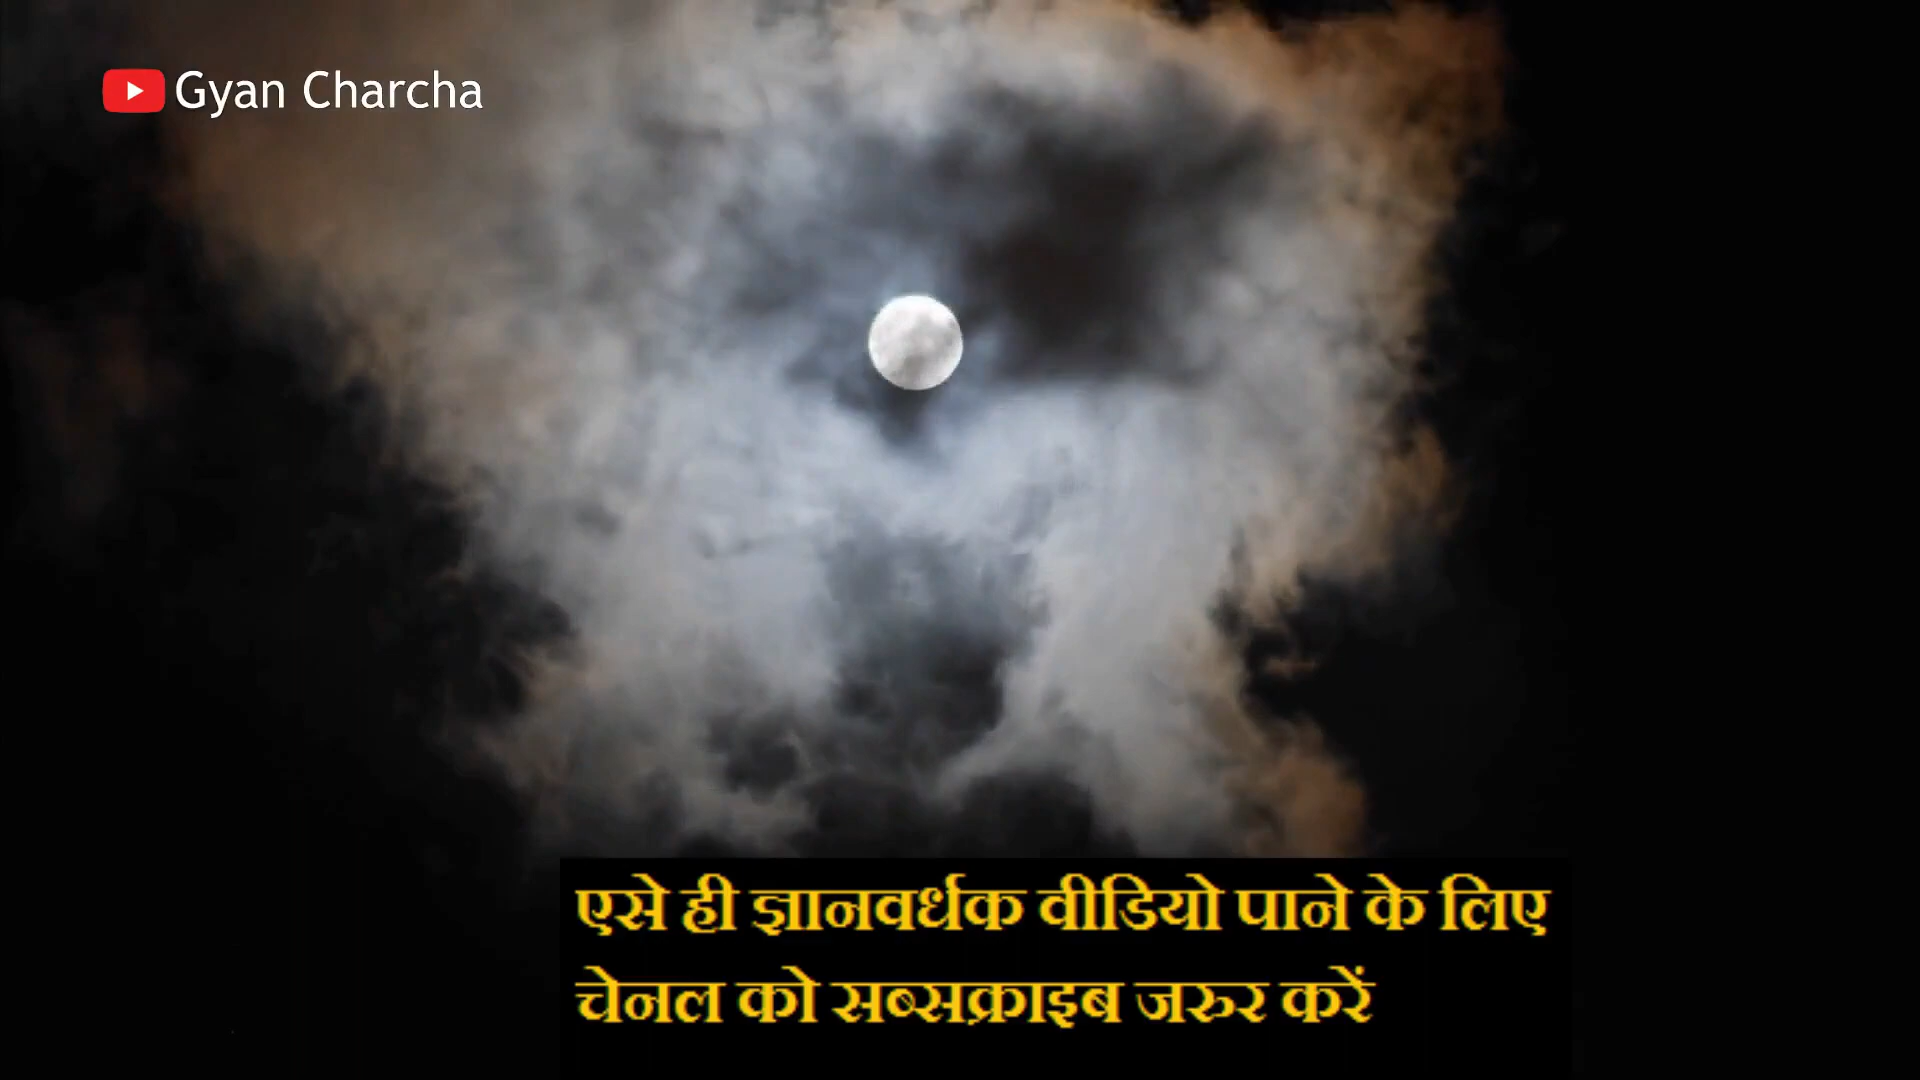 Gyan Charcha
एसे ही ज्ञानवर्धक वीडियो पाने के लिए
चेनल को सब्सक्राइब जरुर करें